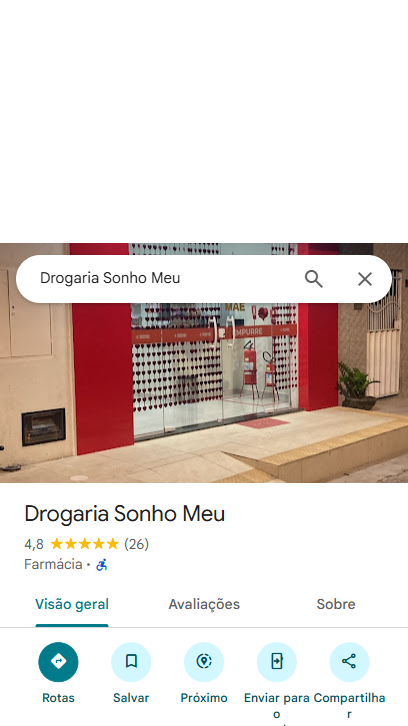 Drogaria Sonho Meu
MÃE
EMPURRE
Drogaria Sonho Meu
4,8 (26)
Farmácia ·
Visão geral Avaliações Sobre
Rotas Salvar Próximo Enviar para o Compartilhar